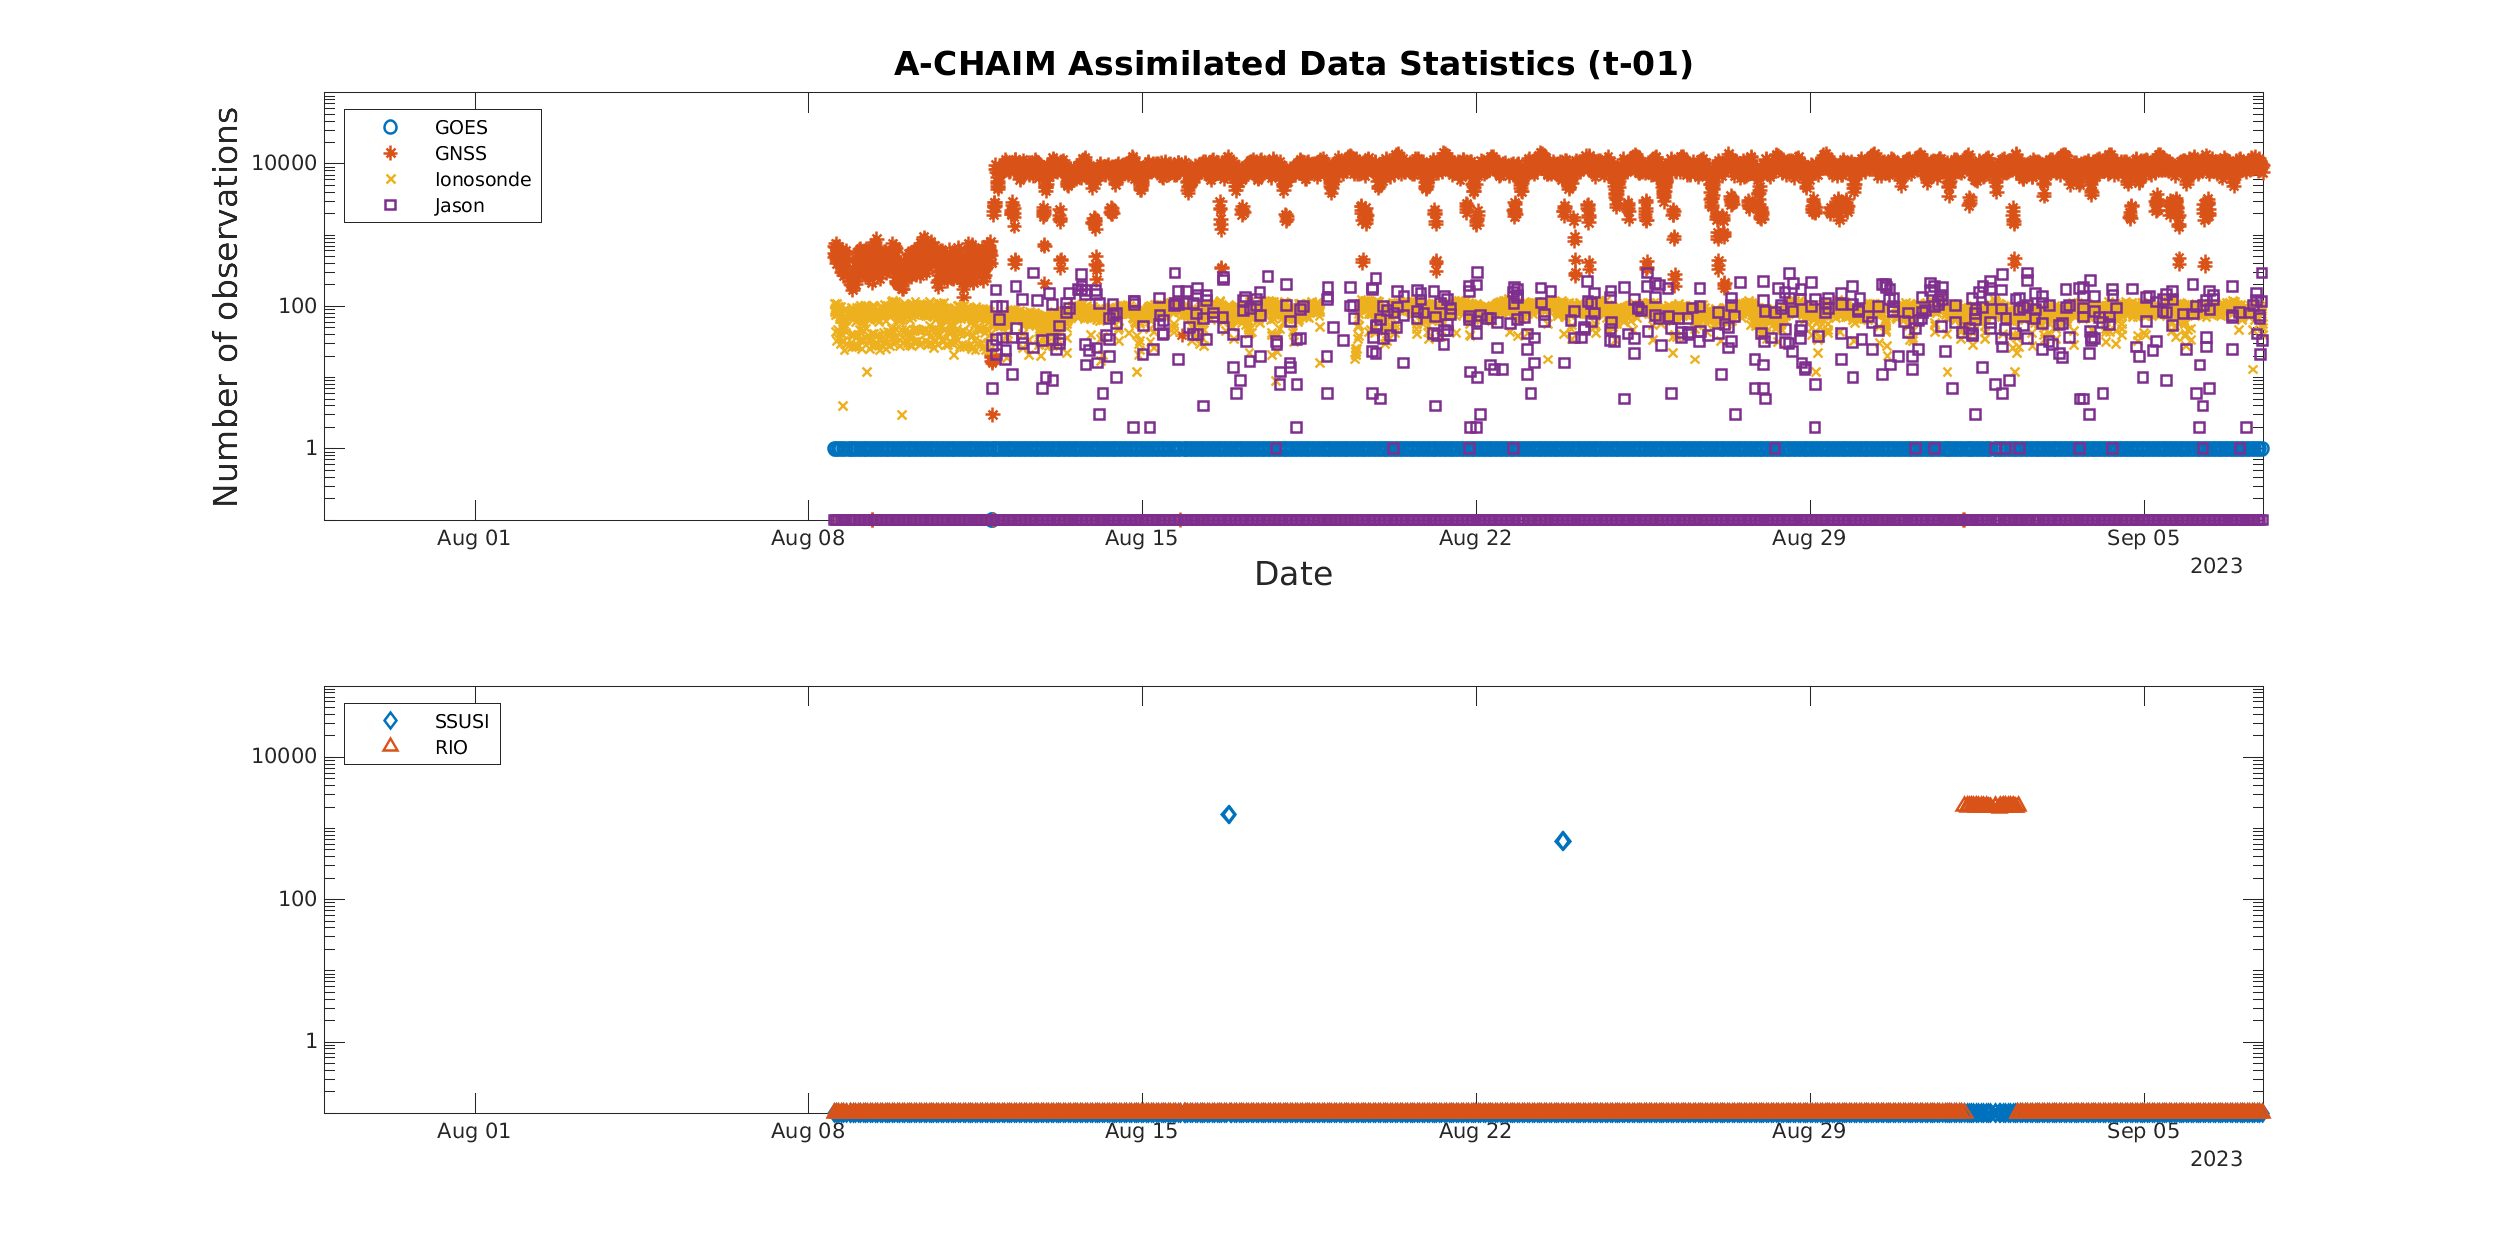 A-CHAIM Assimilated Data Statistics (t-01)
Number of observations
GOES
GNSS
Ionosonde
Jason
10000
100
1
Aug 01
Aug 08
Aug 15
Aug 22
Aug 29
Sep 05
2023
Date
SSUSI
RIO
10000
100
1
Aug 01
Aug 08
Aug 15
Aug 22
Aug 29
Sep 05
2023